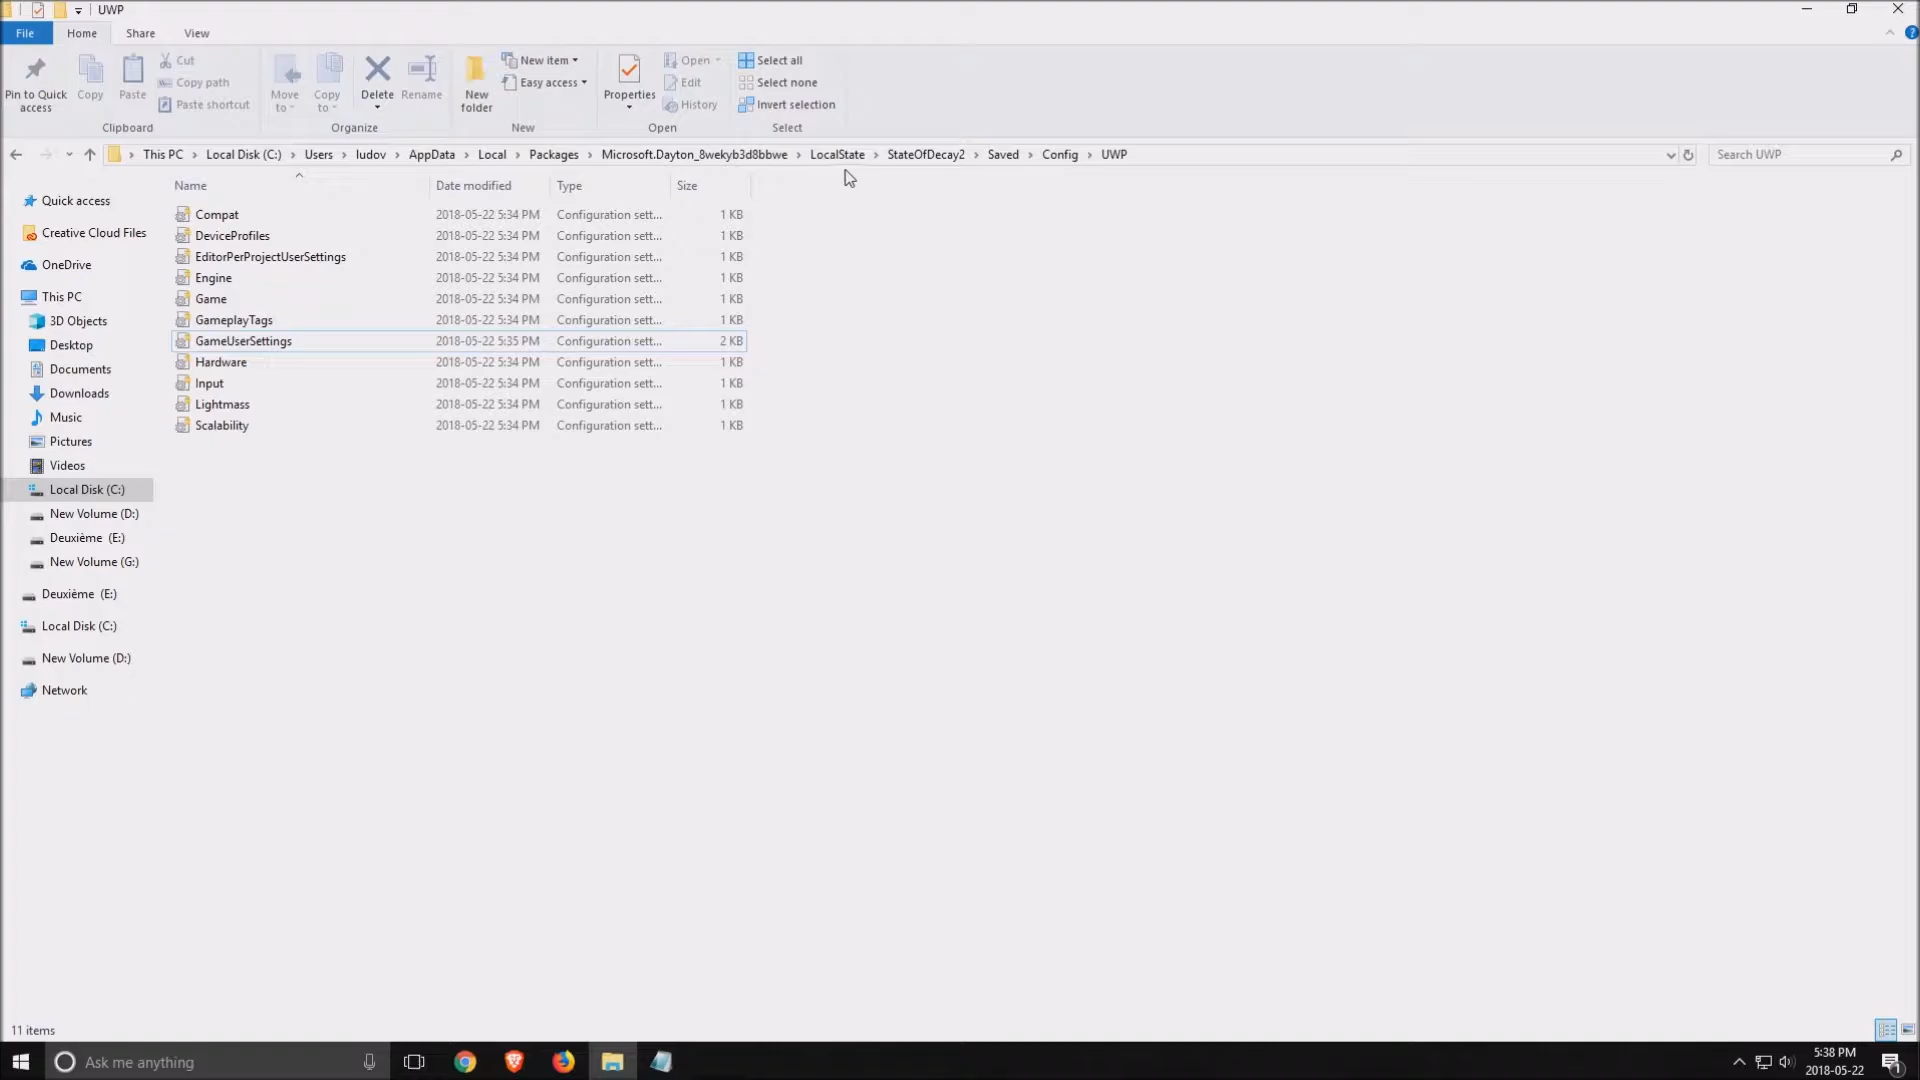 UWP
File Home Share View
Pin to Quick access
Copy
Paste
Cut
Copy path
Paste shortcut
Clipboard
Move to
Copy to
Delete
Rename
Organize
New folder
New item
Easy access
New
Properties
Open
Edit
History
Open
Select all
Select none
Invert selection
Select
This PC > Local Disk (C:) > Users > ludov > AppData > Local > Packages > Microsoft.Dayton_8wekyb3d8bbwe > LocalState > StateOfDecay2 > Saved > Config > UWP
Search UWP
Quick access
Creative Cloud Files
OneDrive
This PC
3D Objects
Desktop
Documents
Downloads
Music
Pictures
Videos
Local Disk (C:)
New Volume (D:)
Deuxième (E:)
New Volume (G:)
Deuxième (E:)
Local Disk (C:)
New Volume (D:)
Network
Name Date modified Type Size
Compat 2018-05-22 5:34 PM Configuration sett... 1 KB
DeviceProfiles 2018-05-22 5:34 PM Configuration sett... 1 KB
EditorPerProjectUserSettings 2018-05-22 5:34 PM Configuration sett... 1 KB
Engine 2018-05-22 5:34 PM Configuration sett... 1 KB
Game 2018-05-22 5:34 PM Configuration sett... 1 KB
GameplayTags 2018-05-22 5:34 PM Configuration sett... 1 KB
GameUserSettings 2018-05-22 5:35 PM Configuration sett... 2 KB
Hardware 2018-05-22 5:34 PM Configuration sett... 1 KB
Input 2018-05-22 5:34 PM Configuration sett... 1 KB
Lightmass 2018-05-22 5:34 PM Configuration sett... 1 KB
Scalability 2018-05-22 5:34 PM Configuration sett... 1 KB
11 items
Ask me anything
5:38 PM
2018-05-22
1